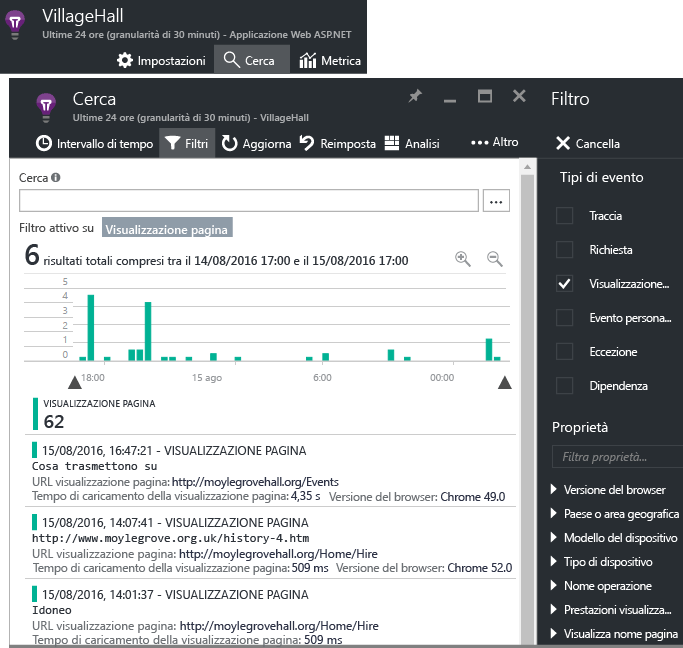 VillageHall
Ultime 24 ore (granularità di 30 minuti) - Applicazione Web ASP.NET
Impostazioni
Cerca
Metrica
Cerca
Ultime 24 ore (granularità di 30 minuti) - VillageHall
Intervallo di tempo
Filtri
Aggiorna
Reimposta
Analisi
Altro
Cerca
...
Filtro attivo su Visualizzazione pagina
6 risultati totali compresi tra il 14/08/2016 17:00 e il 15/08/2016 17:00
5
4
3
2
1
0
18:00
15 ago
6:00
00:00
VISUALIZZAZIONE PAGINA
62
15/08/2016, 16:47:21 - VISUALIZZAZIONE PAGINA
Cosa trasmettono su
URL visualizzazione pagina: http://moylegrovehall.org/Events
Tempo di caricamento della visualizzazione pagina: 4,35 s Versione del browser: Chrome 49.0
15/08/2016, 14:07:41 - VISUALIZZAZIONE PAGINA
http://www.moylegrove.org.uk/history-4.htm
URL visualizzazione pagina: http://moylegrovehall.org/Home/Hire
Tempo di caricamento della visualizzazione pagina: 509 ms Versione del browser: Chrome 52.0
15/08/2016, 14:01:37 - VISUALIZZAZIONE PAGINA
Idoneo
URL visualizzazione pagina: http://moylegrovehall.org/Home/Hire
Tempo di caricamento della visualizzazione pagina: 509 ms
Filtro
Cancella
Tipi di evento
Traccia
Richiesta
Visualizzazione...
Evento persona...
Eccezione
Dipendenza
Proprietà
Filtra proprietà...
Versione del browser
Paese o area geografica
Modello del dispositivo
Tipo di dispositivo
Nome operazione
Prestazioni visualizza...
Visualizza nome pagina